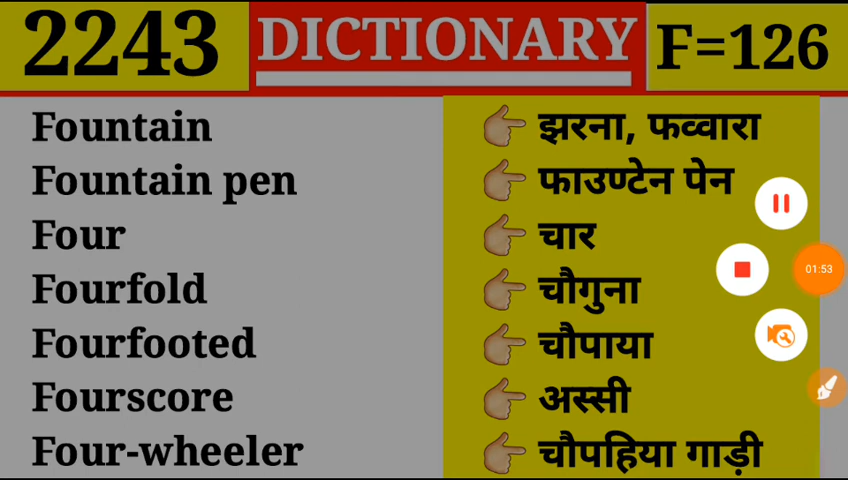 2243 DICTIONARY F=126
Fountain 👉 झरना, फव्वारा
Fountain pen 👉 फाउण्टेन पेन
Four 👉 चार
Fourfold 👉 चौगुना
Fourfooted 👉 चौपाया
Fourscore 👉 अस्सी
Four-wheeler 👉 चौपहिया गाड़ी
01:53